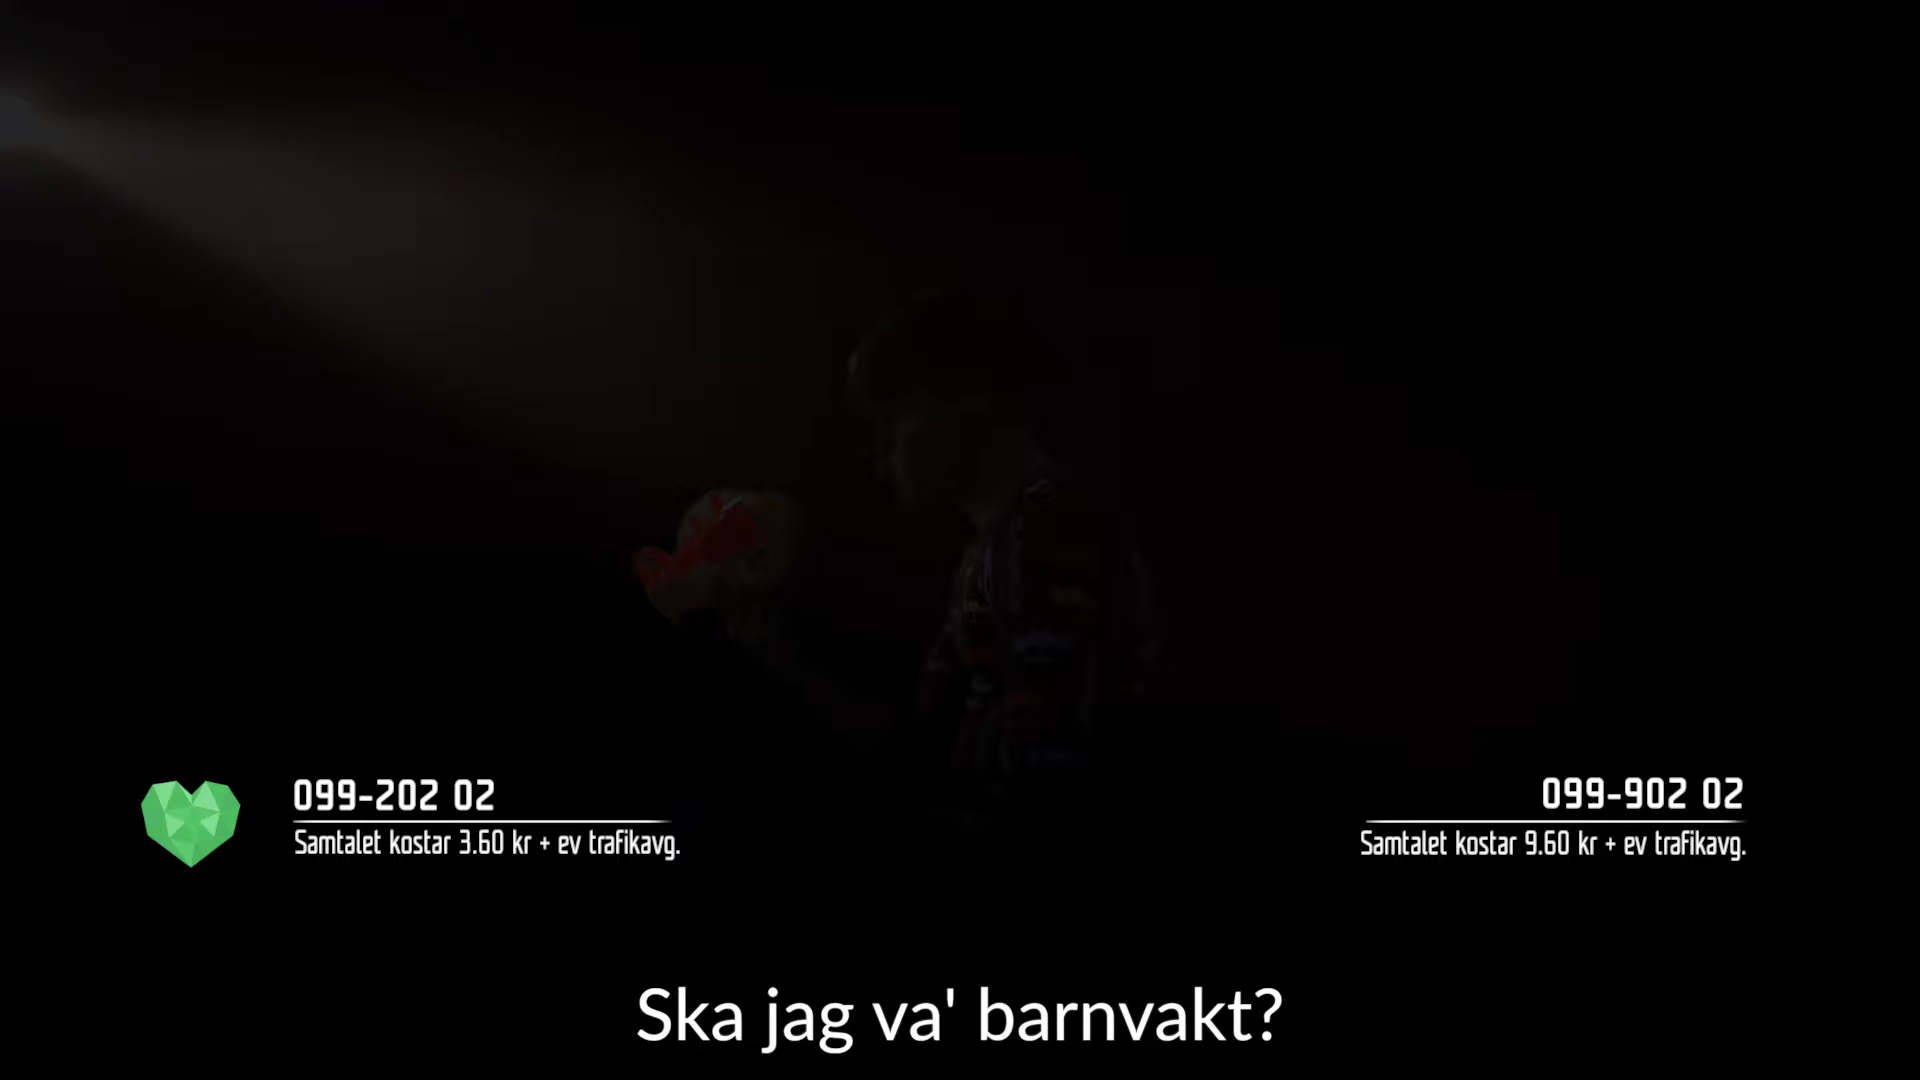 099-202 02
Samtalet kostar 3.60 kr + ev trafikavg.
099-902 02
Samtalet kostar 9.60 kr + ev trafikavg.
Ska jag va' barnvakt?